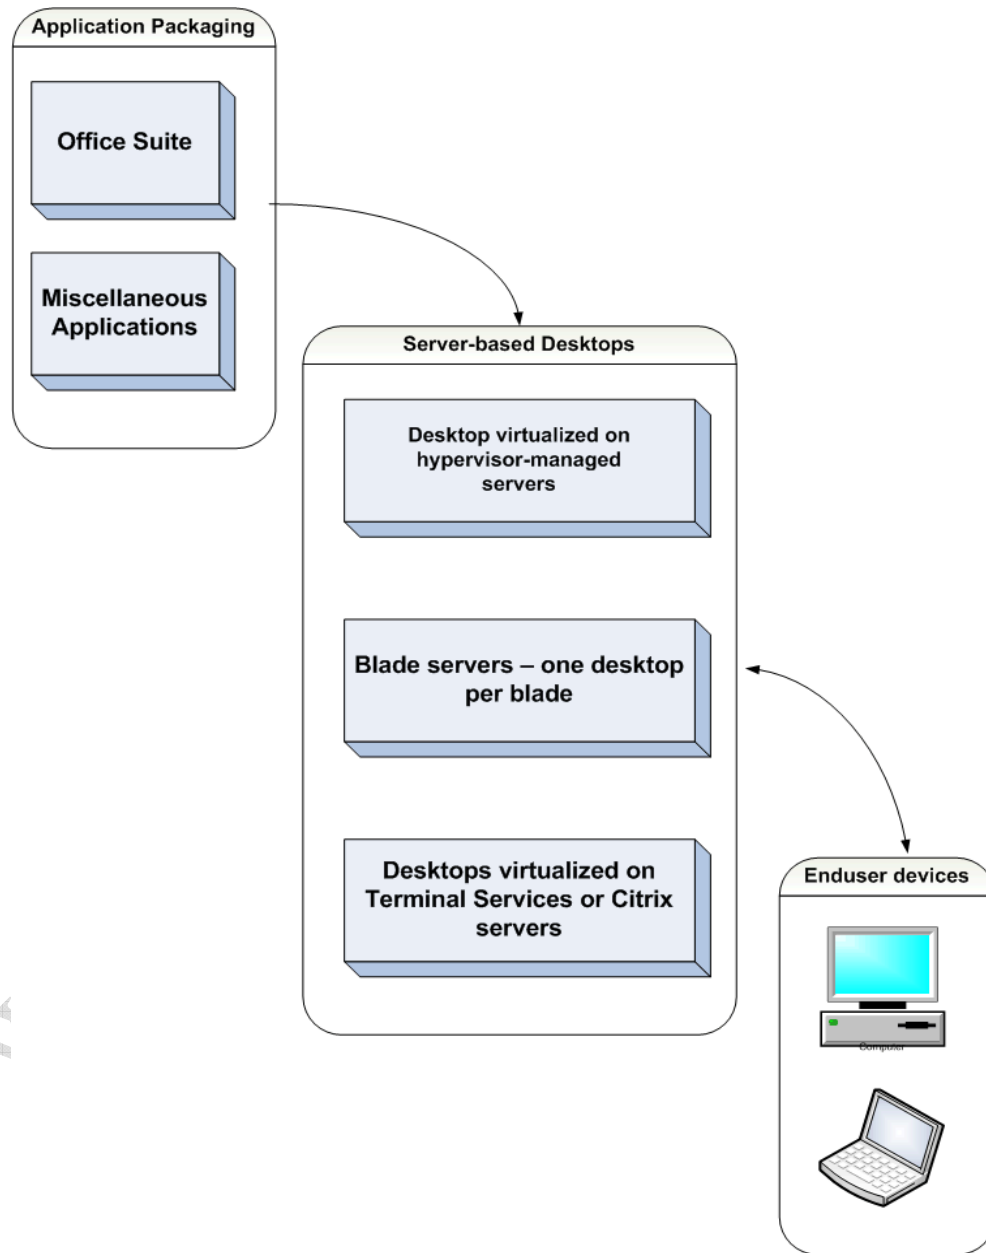 Application Packaging
Office Suite
Miscellaneous
Applications
Server-based Desktops
Desktop virtualized on
hypervisor-managed
servers
Blade servers – one desktop
per blade
Desktops virtualized on
Terminal Services or Citrix
servers
Enduser devices
Computer